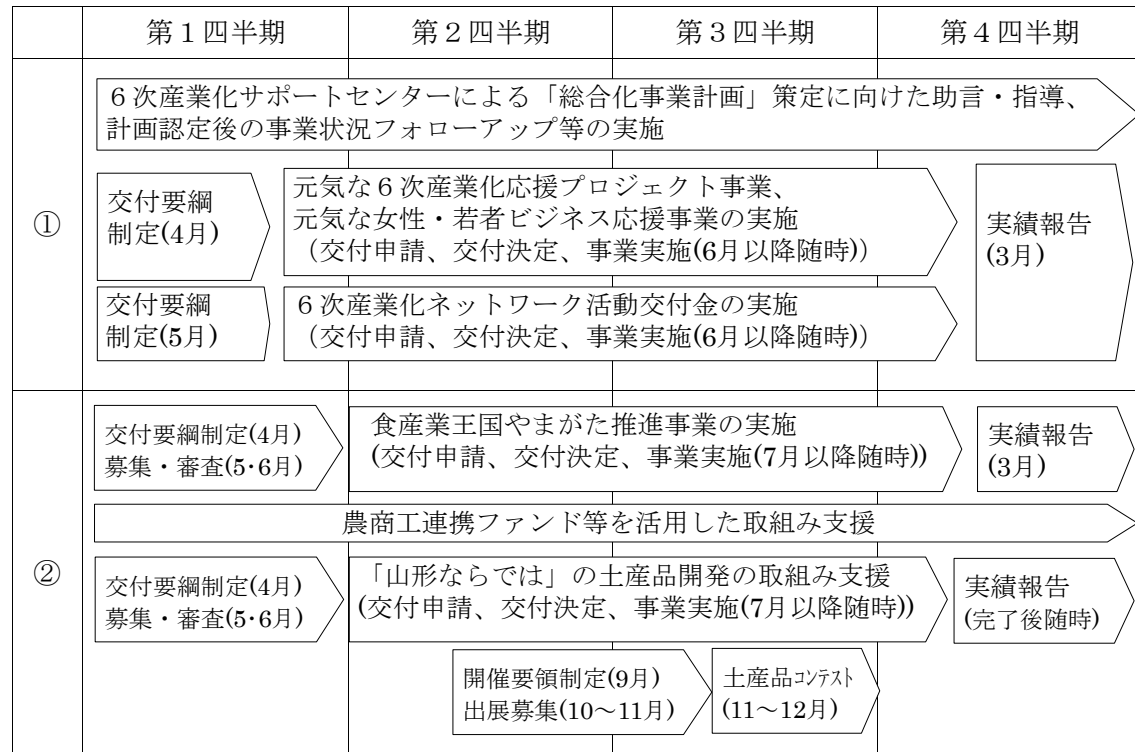 第１四半期
第２四半期
第３四半期
第４四半期
①
６次産業化サポートセンターによる「総合化事業計画」策定に向けた助言・指導、
計画認定後の事業状況フォローアップ等の実施
交付要綱
制定(4月)
元気な６次産業化応援プロジェクト事業、
元気な女性・若者ビジネス応援事業の実施
（交付申請、交付決定、事業実施(6月以降随時)）
実績報告
(3月)
交付要綱
制定(5月)
６次産業化ネットワーク活動交付金の実施
（交付申請、交付決定、事業実施(6月以降随時)）
②
交付要綱制定(4月)
募集・審査(5･6月)
食産業王国やまがた推進事業の実施
(交付申請、交付決定、事業実施(7月以降随時))
実績報告
(3月)
農商工連携ファンド等を活用した取組み支援
交付要綱制定(4月)
募集・審査(5･6月)
「山形ならでは」の土産品開発の取組み支援
(交付申請、交付決定、事業実施(7月以降随時))
実績報告
(完了後随時)
開催要領制定(9月)
出展募集(10～11月)
土産品ｺﾝﾃｽﾄ
(11～12月)